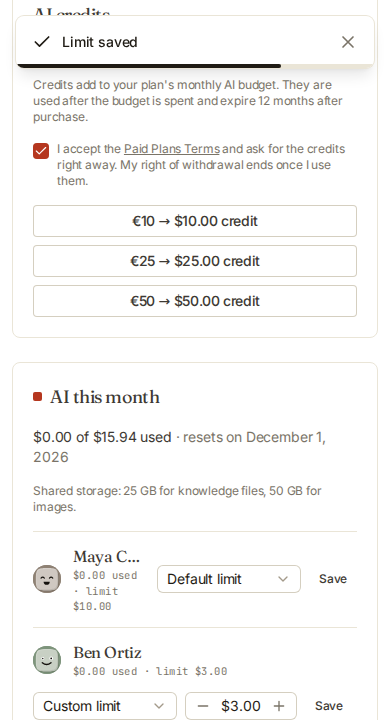 AI credits
Limit saved
Credits add to your plan's monthly AI budget. They are
used after the budget is spent and expire 12 months after
purchase.
I accept the Paid Plans Terms and ask for the credits
right away. My right of withdrawal ends once I use
them.
€10 → $10.00 credit
€25 → $25.00 credit
€50 → $50.00 credit
AI this month
$0.00 of $15.94 used · resets on December 1,
2026
Shared storage: 25 GB for knowledge files, 50 GB for
images.
Maya C...
$0.00 used
· limit
$10.00
Default limit
Save
Ben Ortiz
$0.00 used · limit $3.00
Custom limit
− $3.00 +
Save